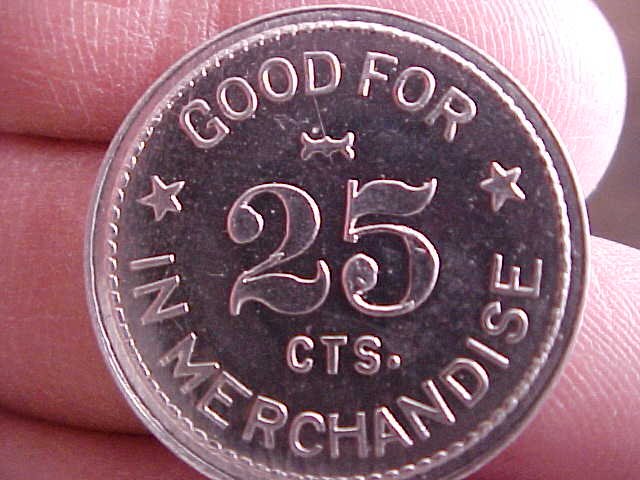 GOOD FOR
25
CTS.
IN MERCHANDISE